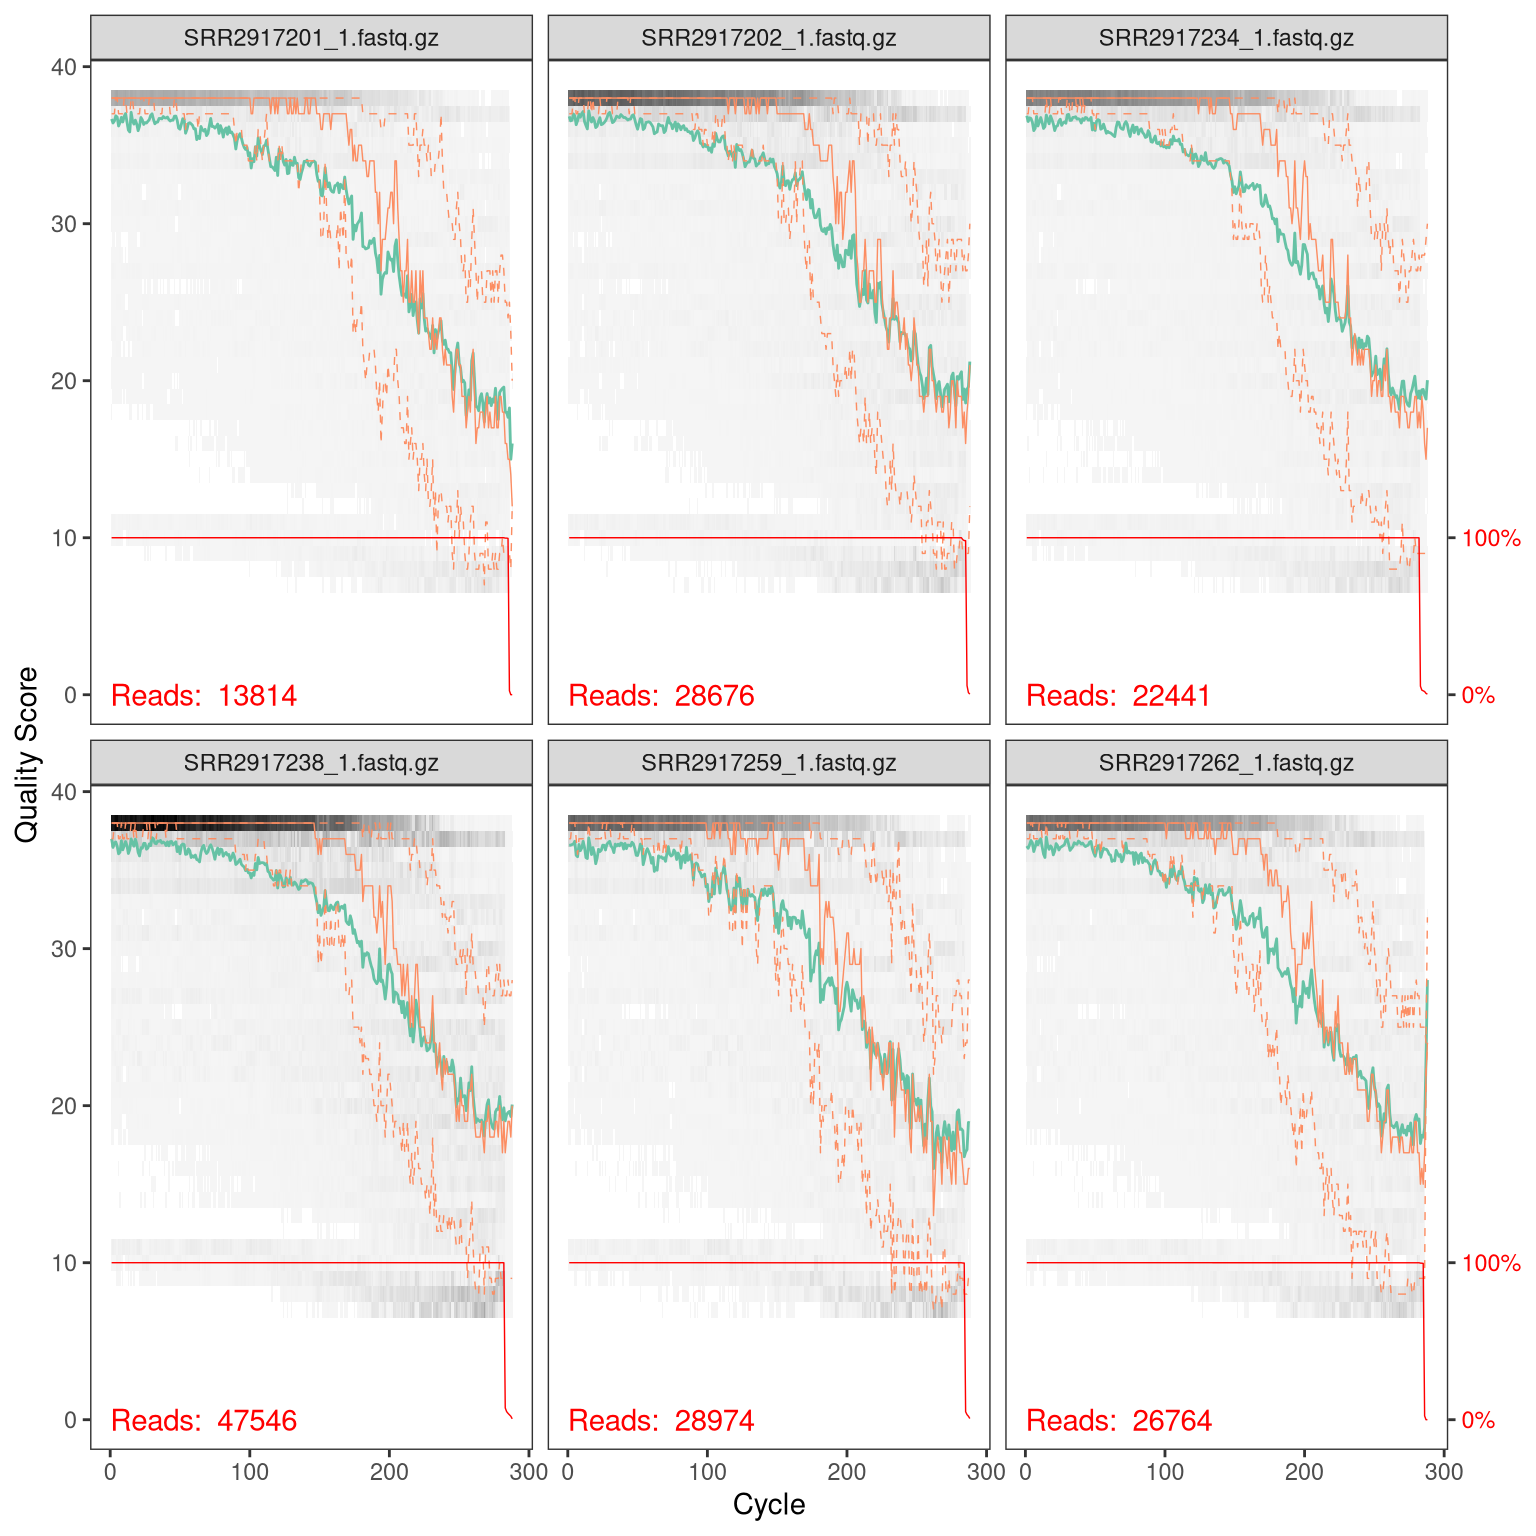 SRR2917201_1.fastq.gz SRR2917202_1.fastq.gz SRR2917234_1.fastq.gz
40
30
20
10 100%
0 0%
Reads: 13814 Reads: 28676 Reads: 22441
Quality Score
SRR2917238_1.fastq.gz SRR2917259_1.fastq.gz SRR2917262_1.fastq.gz
40
30
20
10 100%
0 0%
Reads: 47546 Reads: 28974 Reads: 26764
0 100 200 300 0 100 200 300 0 100 200 300
Cycle